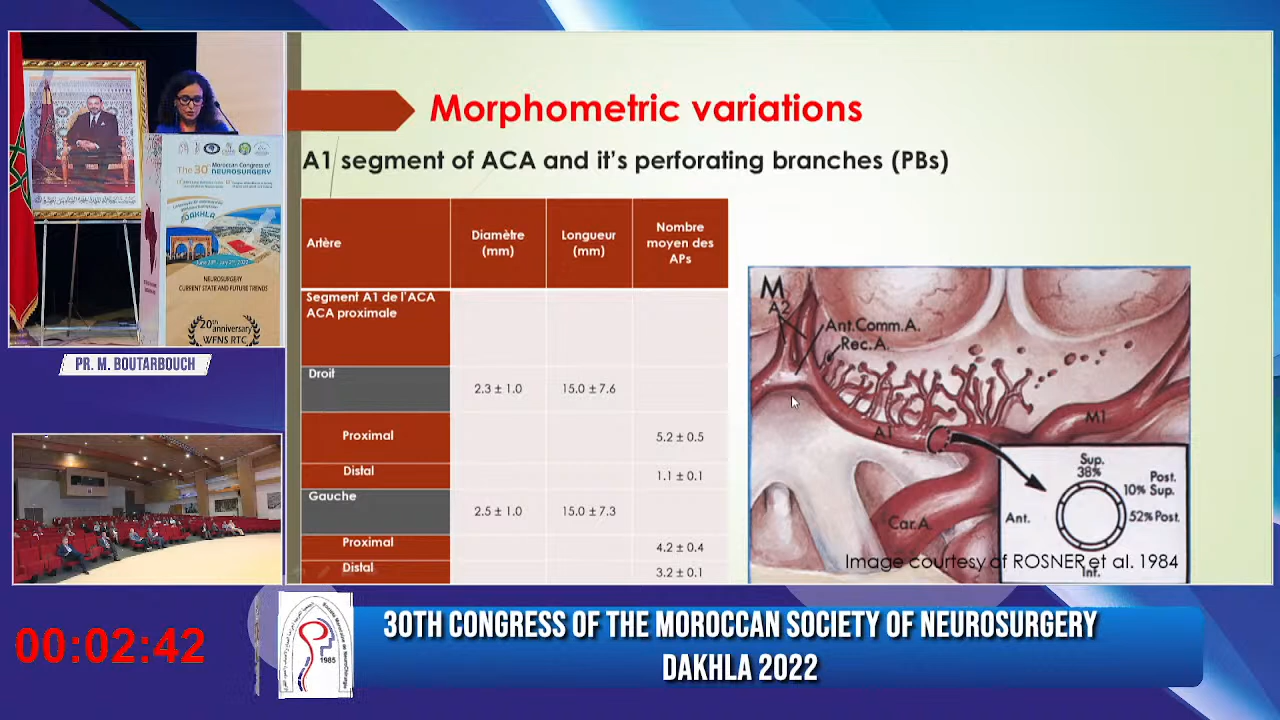 Morphometric variations
A1 segment of ACA and it's perforating branches (PBs)
Artère
Diamètre
(mm)
Longueur
(mm)
Nombre
moyen des
APs
Segment A1 de l'ACA
ACA proximale
Droit
2.3 ± 1.0
15.0 ± 7.6
Proximal
5.2 ± 0.5
Distal
1.1 ± 0.1
Gauche
2.5 ± 1.0
15.0 ± 7.3
Proximal
4.2 ± 0.4
Distal
3.2 ± 0.1
M
A2
Ant.Comm.A.
Rec.A.
A1
M1
Car.A.
Sup.
38%
Post.
10% Sup.
52% Post.
Ant.
Inf.
Image courtesy of ROSNER et al. 1984
The 30
Moroccan Congress of
NEUROSURGERY
DAKHLA
NEUROSURGERY
CURRENT STATE AND FUTURE TRENDS
20th
anniversary
WFNS RTC
PR. M. BOUTARBOUCH
00:02:42
1985
30TH CONGRESS OF THE MOROCCAN SOCIETY OF NEUROSURGERY
DAKHLA 2022